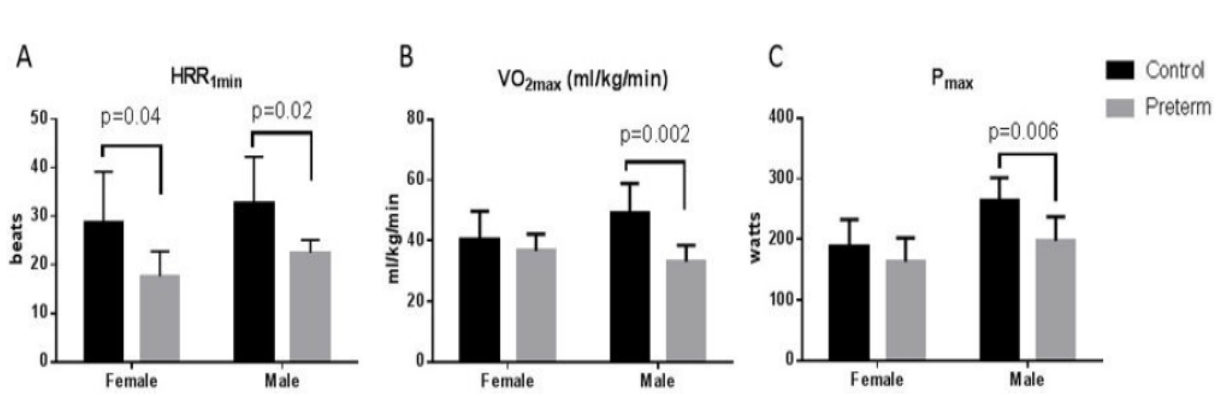 A
HRR1min
p=0.04
p=0.02
50
40
30
20
10
0
beats
Female
Male
B
VO2max (ml/kg/min)
p=0.002
80
60
40
20
0
ml/kg/min
Female
Male
C
Pmax
p=0.006
400
300
200
100
0
watts
Female
Male
Control
Preterm